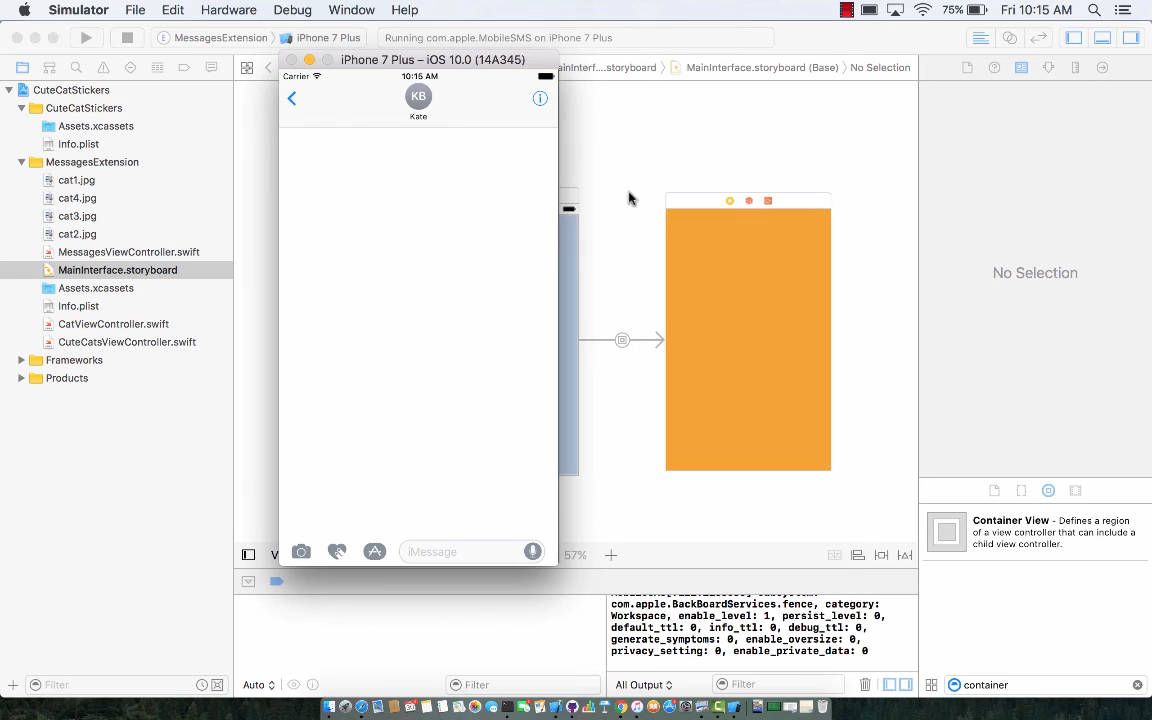 Simulator File Edit Hardware Debug Window Help 75% Fri 10:15 AM
MessagesExtension iPhone 7 Plus Running com.apple.MobileSMS on iPhone 7 Plus
iPhone 7 Plus – iOS 10.0 (14A345)
ainInterf....storyboard MainInterface.storyboard (Base) No Selection
Carrier 10:15 AM
KB
Kate
CuteCatStickers
CuteCatStickers
Assets.xcassets
Info.plist
MessagesExtension
cat1.jpg
cat4.jpg
cat3.jpg
cat2.jpg
MessagesViewController.swift
MainInterface.storyboard
Assets.xcassets
Info.plist
CatViewController.swift
CuteCatsViewController.swift
Frameworks
Products
No Selection
Container View - Defines a region
of a view controller that can include a
child view controller.
iMessage
V 57%
com.apple.BackBoardServices.fence, category:
Workspace, enable_level: 1, persist_level: 0,
default_ttl: 0, info_ttl: 0, debug_ttl: 0,
generate_symptoms: 0, enable_oversize: 0,
privacy_setting: 0, enable_private_data: 0
Filter Auto Filter All Output Filter container